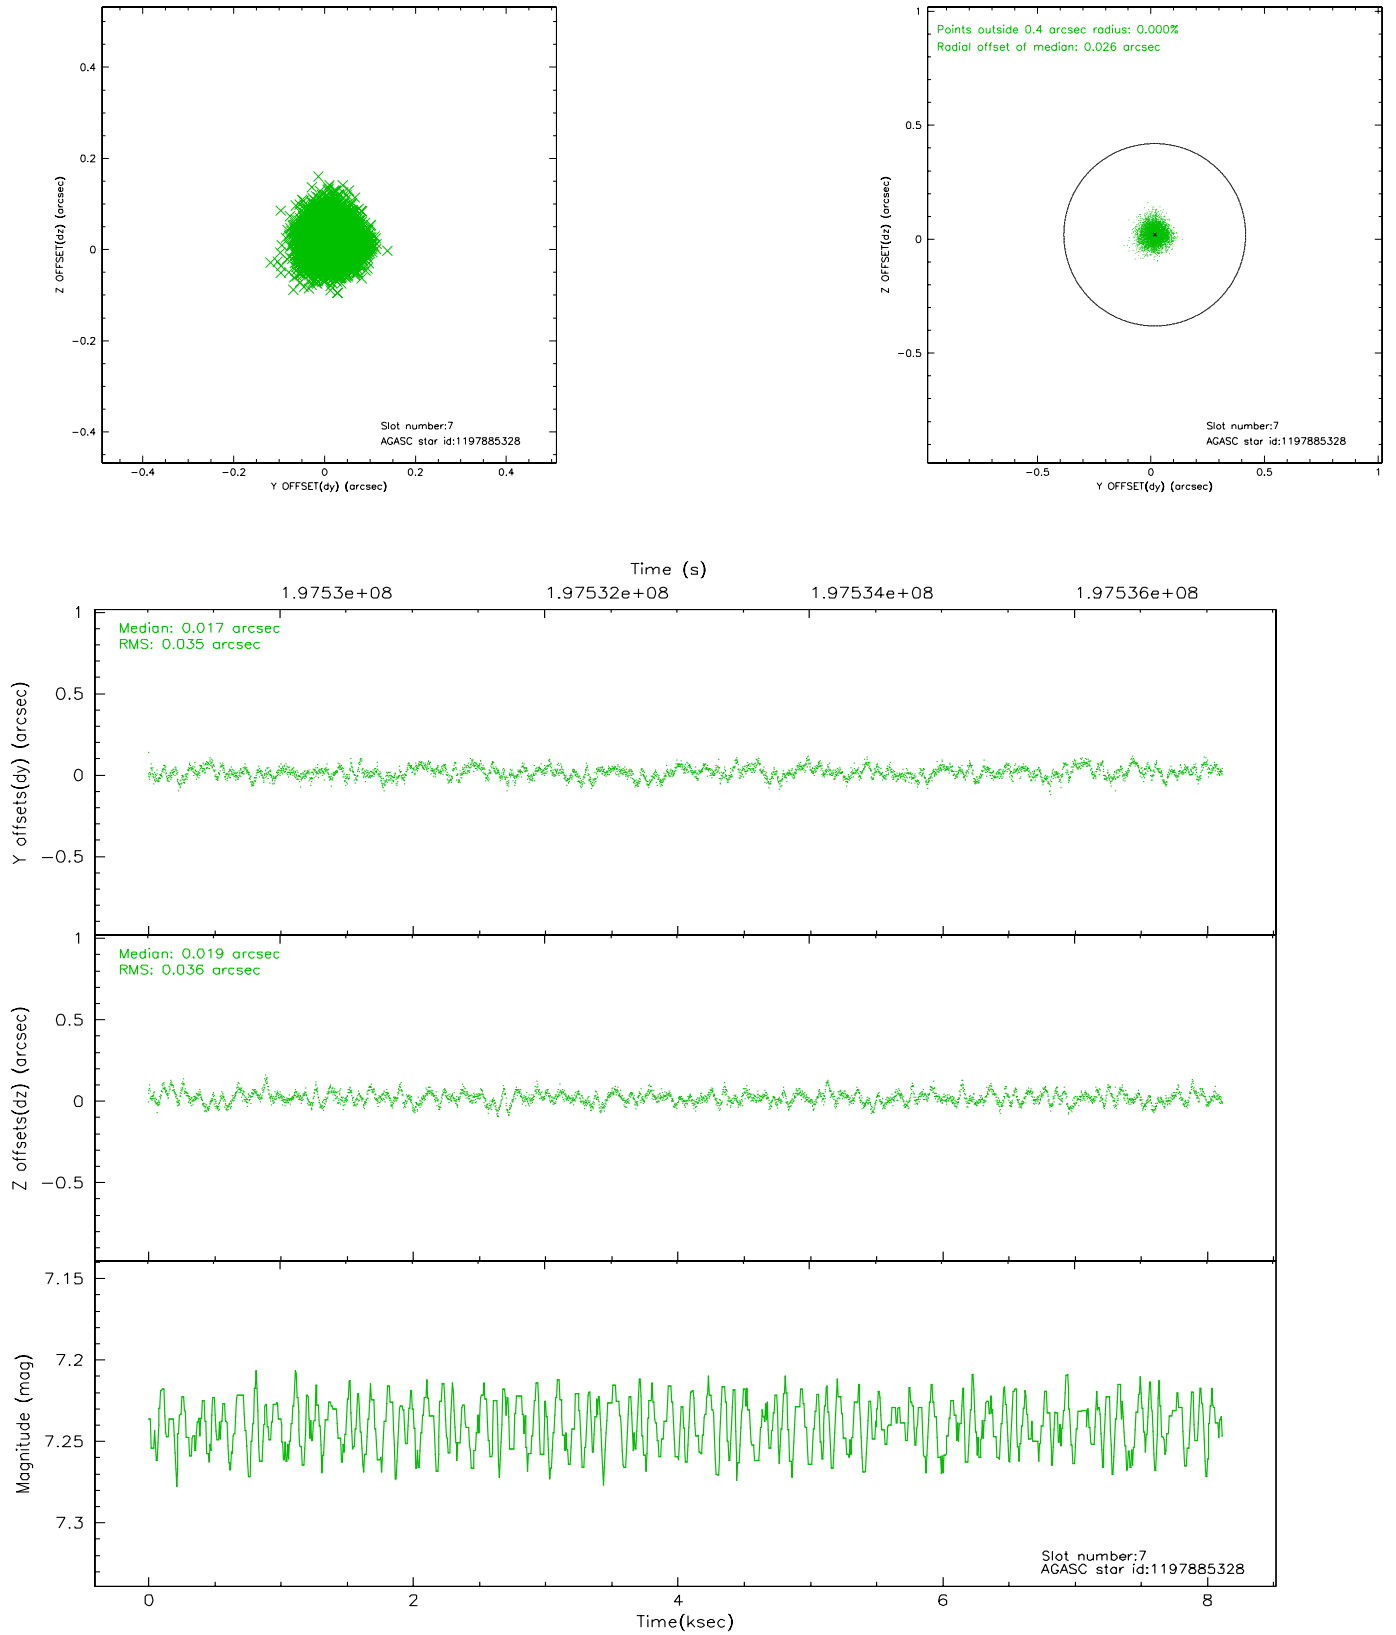 0.4
0.2
0
−0.2
−0.4
Z OFFSET(dz) (arcsec)
Slot number:7
AGASC star id:1197885328
−0.4 −0.2 0 0.2 0.4
Y OFFSET(dy) (arcsec)
Points outside 0.4 arcsec radius: 0.000%
Radial offset of median: 0.026 arcsec
1
0.5
0
−0.5
Z OFFSET(dz) (arcsec)
Slot number:7
AGASC star id:1197885328
−0.5 0 0.5 1
Y OFFSET(dy) (arcsec)
Time (s)
1.9753e+08 1.97532e+08 1.97534e+08 1.97536e+08
Median: 0.017 arcsec
RMS: 0.035 arcsec
1
0.5
0
−0.5
Y offsets(dy) (arcsec)
Median: 0.019 arcsec
RMS: 0.036 arcsec
1
0.5
0
−0.5
Z offsets(dz) (arcsec)
7.15
7.2
7.25
7.3
Magnitude (mag)
Slot number:7
AGASC star id:1197885328
0 2 4 6 8
Time(ksec)